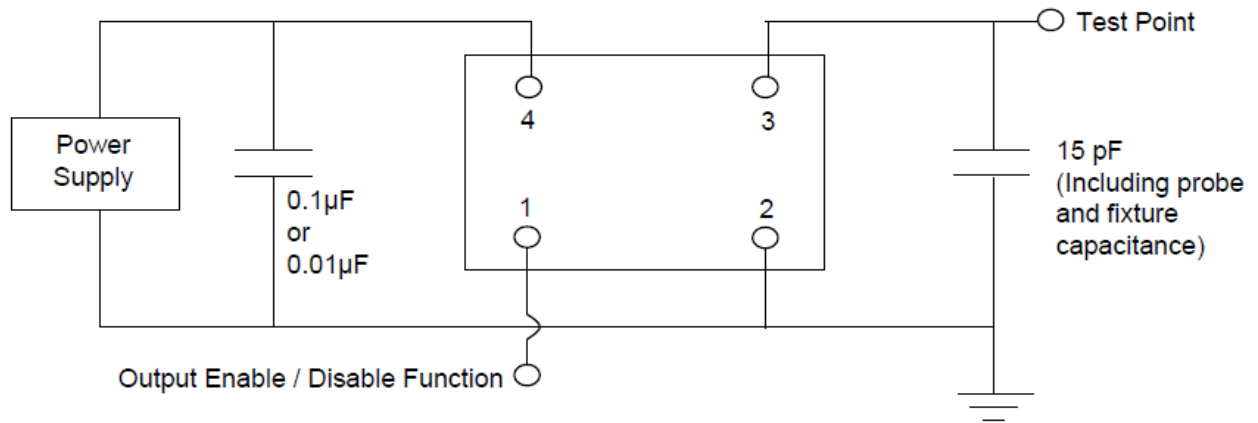 Test Point
4
3
Power
Supply
15 pF
(Including probe
and fixture
capacitance)
0.1µF
or
0.01µF
1
2
Output Enable / Disable Function